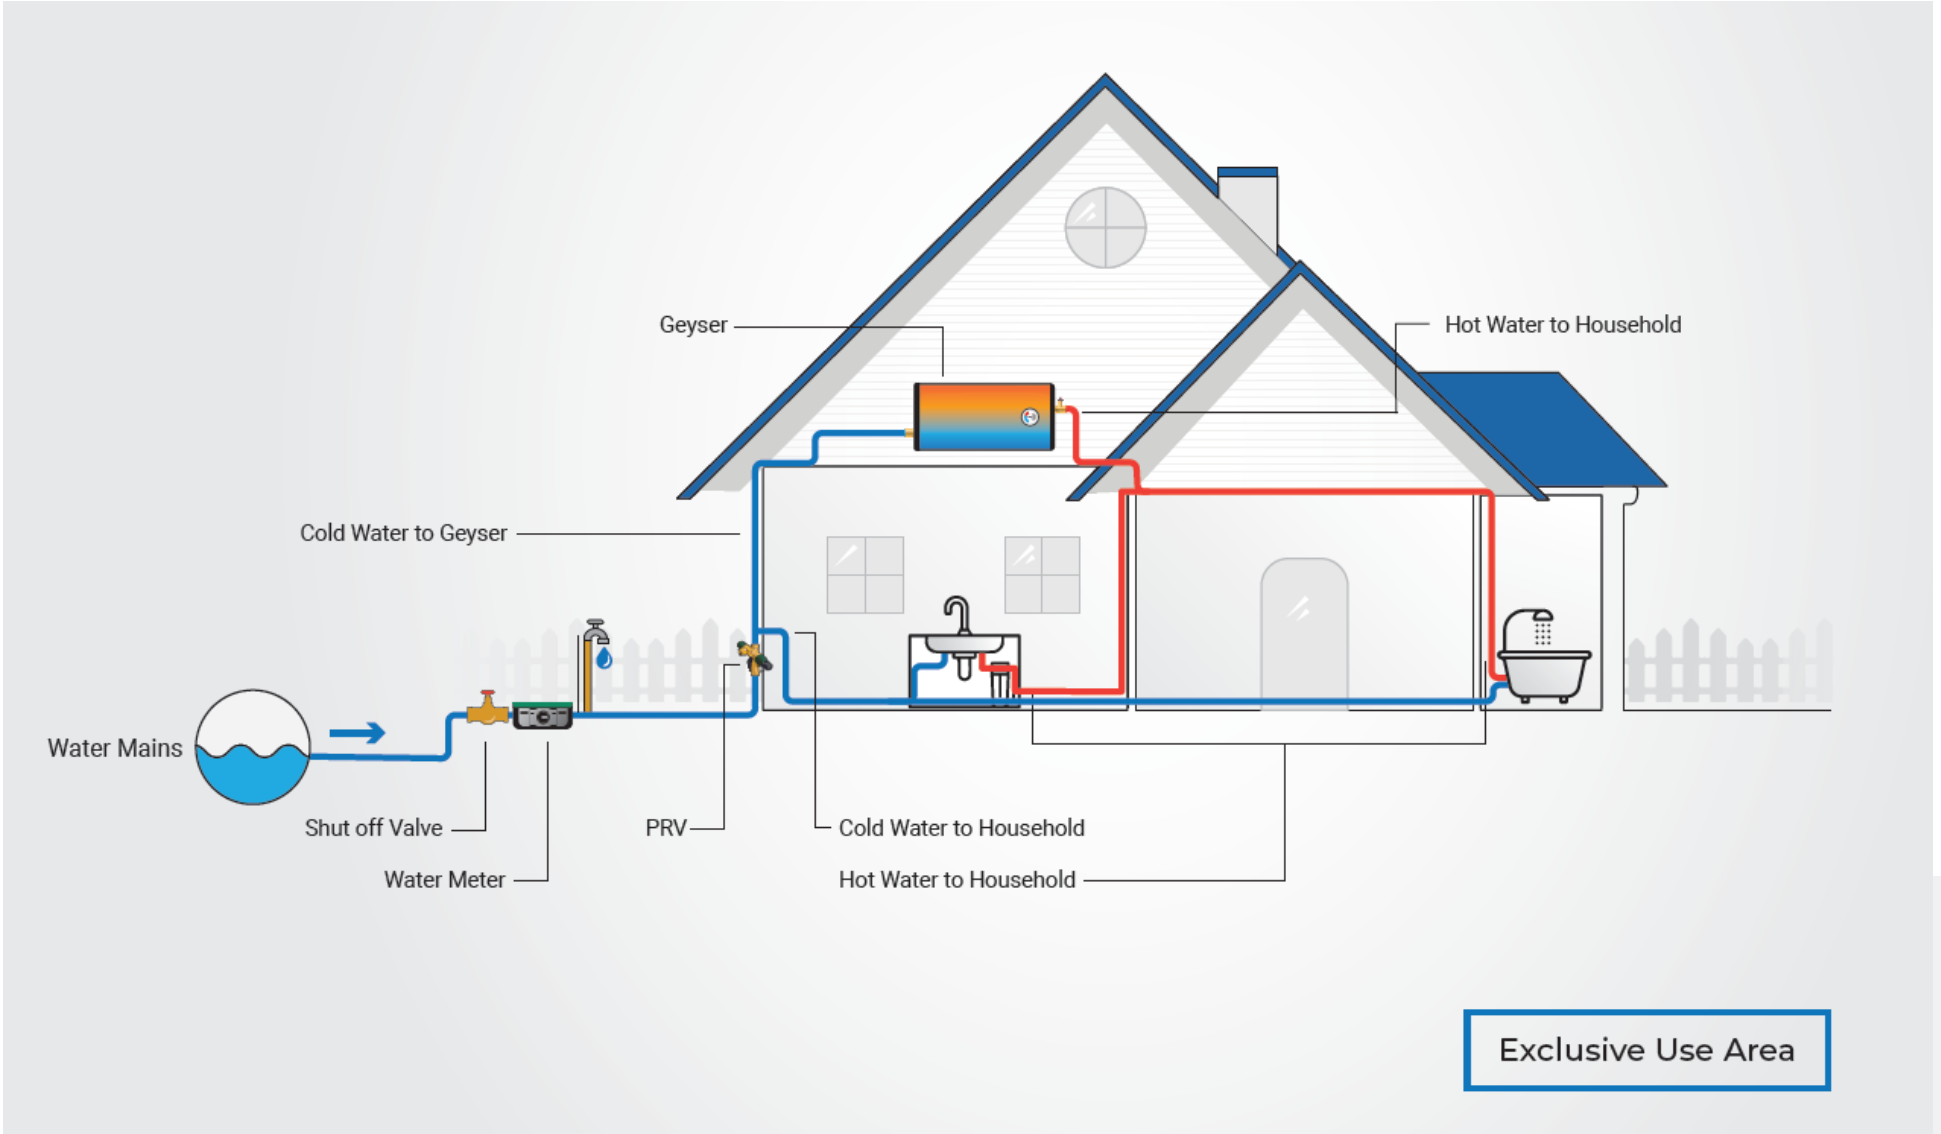 Geyser
Hot Water to Household
Cold Water to Geyser
Water Mains
Shut off Valve
PRV
Cold Water to Household
Water Meter
Hot Water to Household
Exclusive Use Area